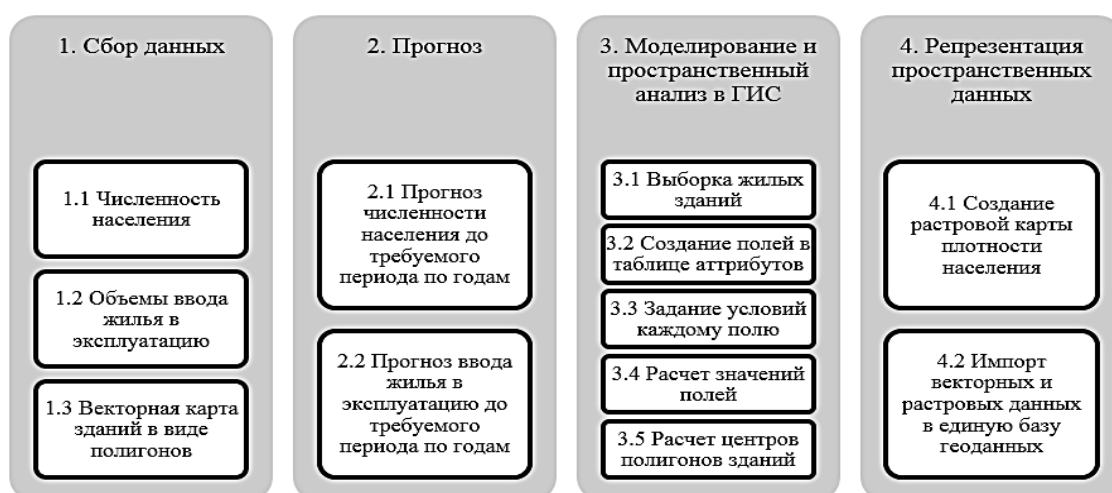 1. Сбор данных
1.1 Численность
населения
1.2 Объемы ввода
жилья в
эксплуатацию
1.3 Векторная карта
зданий в виде
полигонов
2. Прогноз
2.1 Прогноз
численности
населения до
требуемого
периода по годам
2.2 Прогноз ввода
жилья в
эксплуатацию до
требуемого
периода по годам
3. Моделирование и
пространственный
анализ в ГИС
3.1 Выборка жилых
зданий
3.2 Создание полей в
таблице аттрибутов
3.3 Задание условий
каждому полю
3.4 Расчет значений
полей
3.5 Расчет центров
полигонов зданий
4. Репрезентация
пространственных
данных
4.1 Создание
растровой карты
плотности
населения
4.2 Импорт
векторных и
растровых данных
в единую базу
геоданных